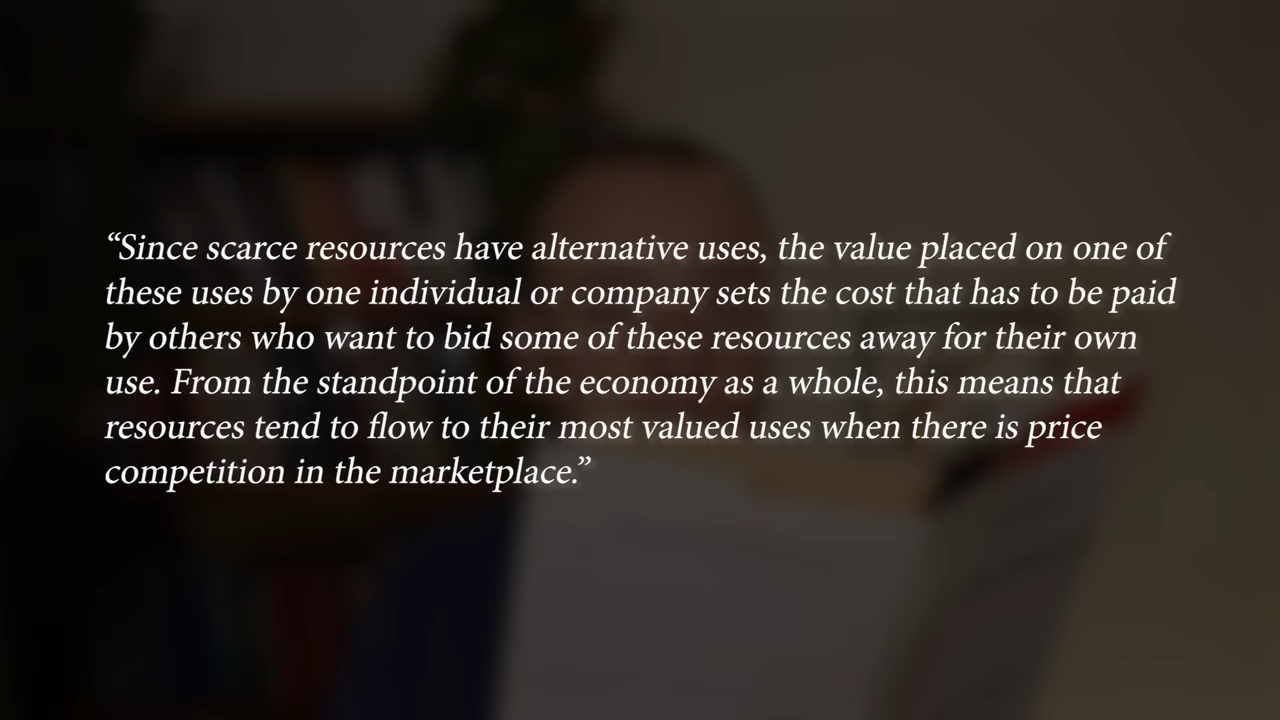 “Since scarce resources have alternative uses, the value placed on one of
these uses by one individual or company sets the cost that has to be paid
by others who want to bid some of these resources away for their own
use. From the standpoint of the economy as a whole, this means that
resources tend to flow to their most valued uses when there is price
competition in the marketplace.”